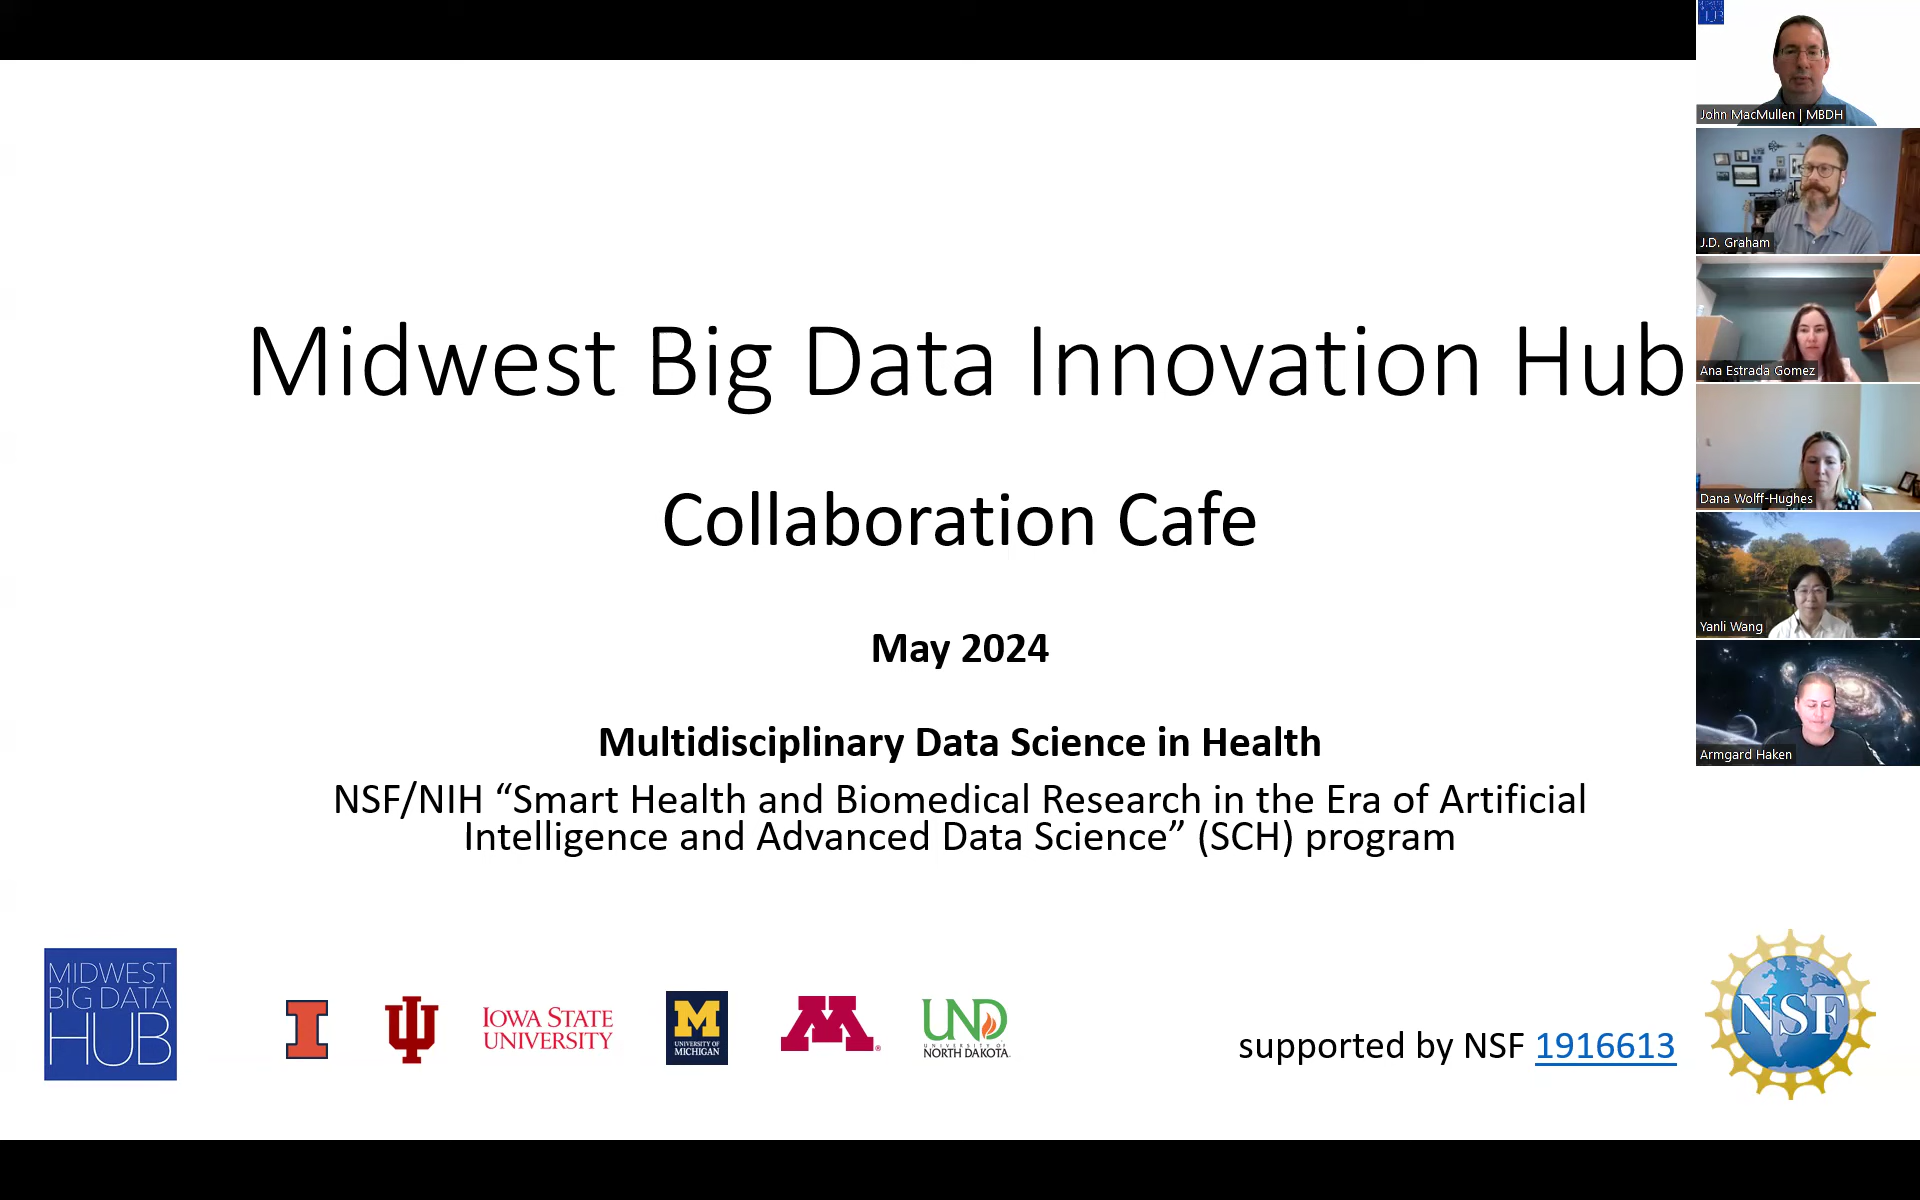 Midwest Big Data Innovation Hub
Collaboration Cafe
May 2024
Multidisciplinary Data Science in Health
NSF/NIH “Smart Health and Biomedical Research in the Era of Artificial
Intelligence and Advanced Data Science” (SCH) program
MIDWEST
BIG DATA
HUB
IOWA STATE
UNIVERSITY
UNIVERSITY OF
MICHIGAN
UND
UNIVERSITY OF
NORTH DAKOTA
supported by NSF 1916613
NSF
John MacMullen | MBDH
J.D. Graham
Ana Estrada Gomez
Dana Wolff-Hughes
Yanli Wang
Armgard Haken